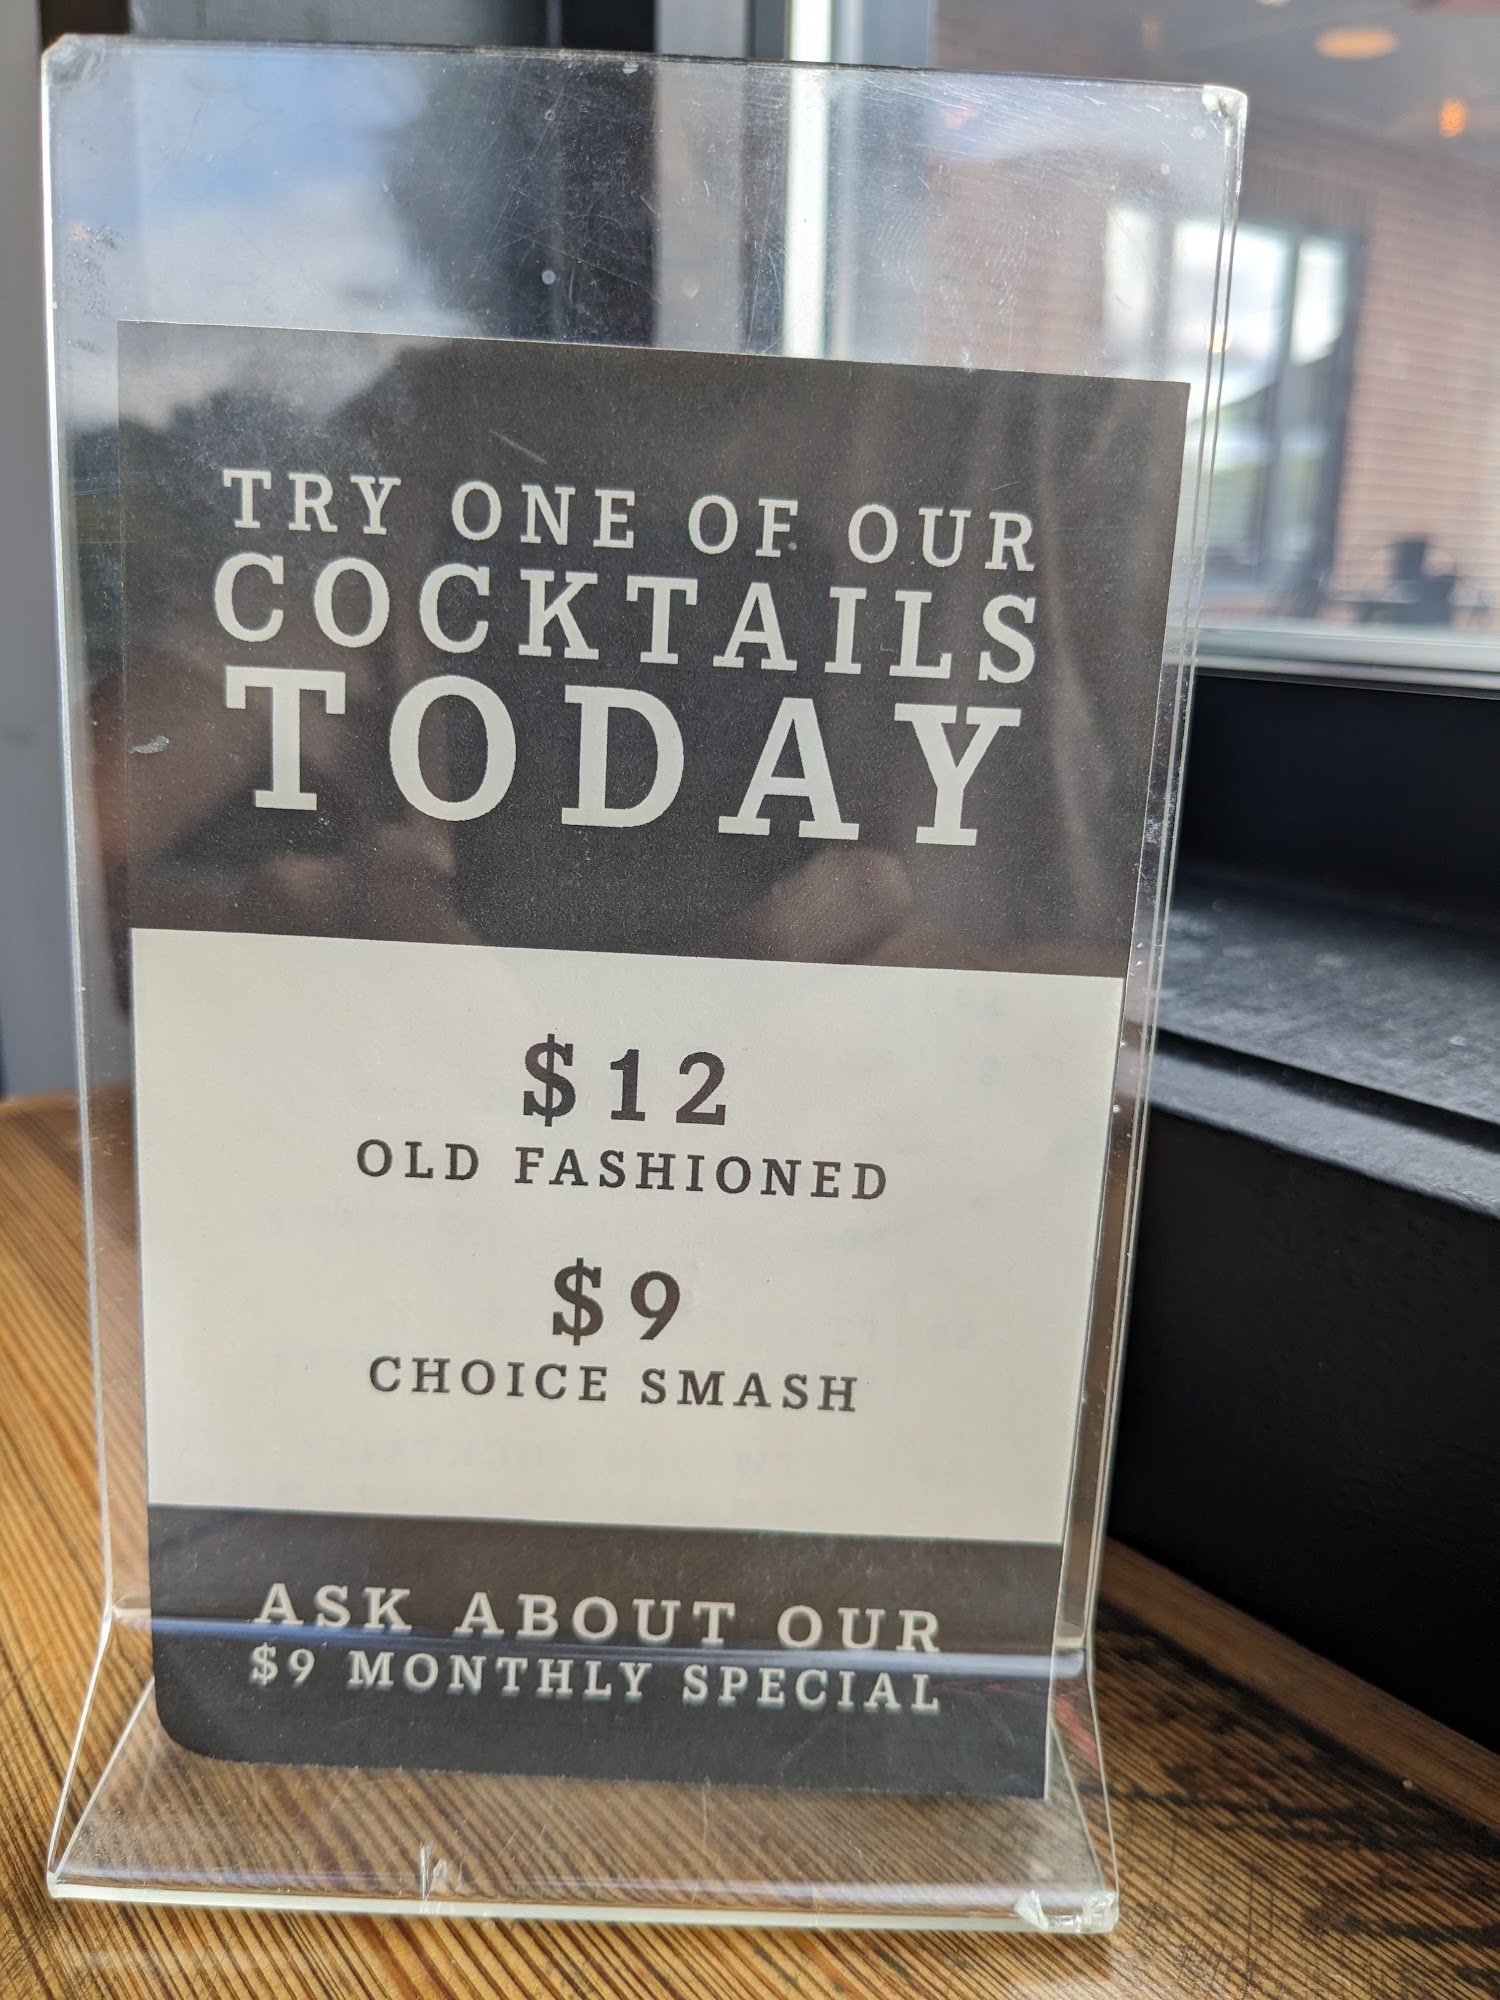 TRY ONE OF OUR
COCKTAILS
TODAY
$12
OLD FASHIONED
$9
CHOICE SMASH
ASK ABOUT OUR
$9 MONTHLY SPECIAL